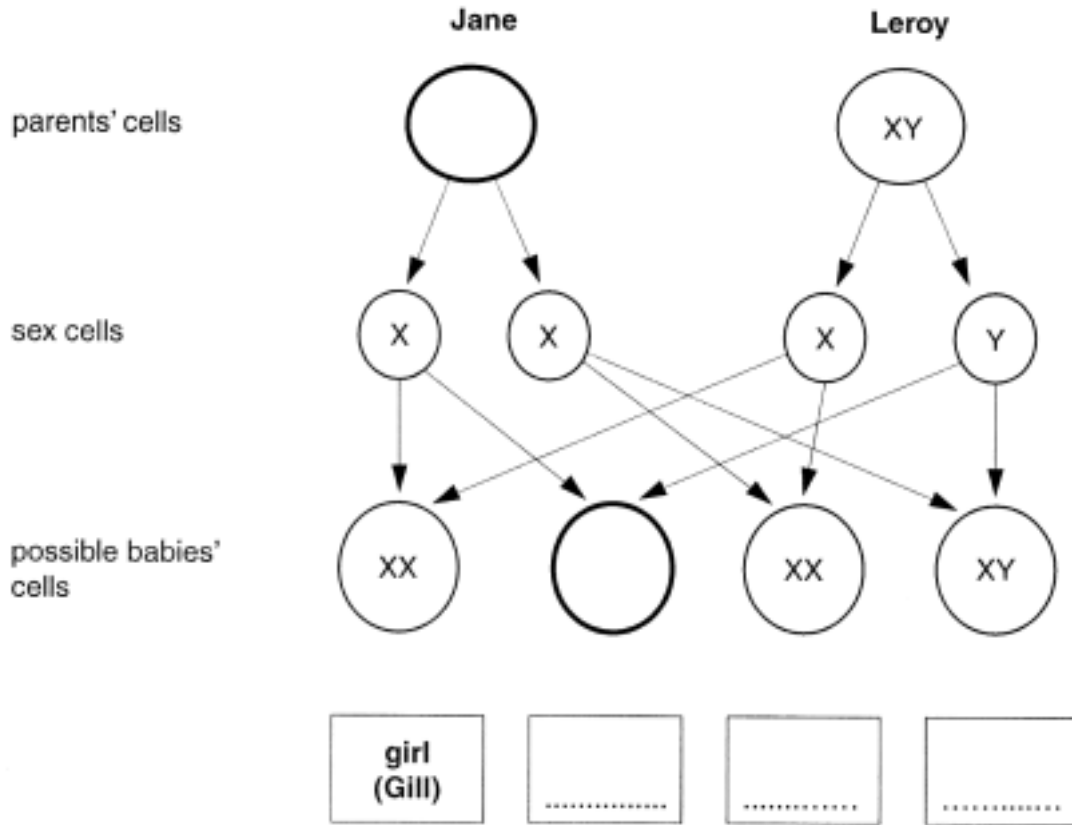 Jane Leroy
parents' cells XY
sex cells X X X Y
possible babies'
cells XX XX XY
girl
(Gill)